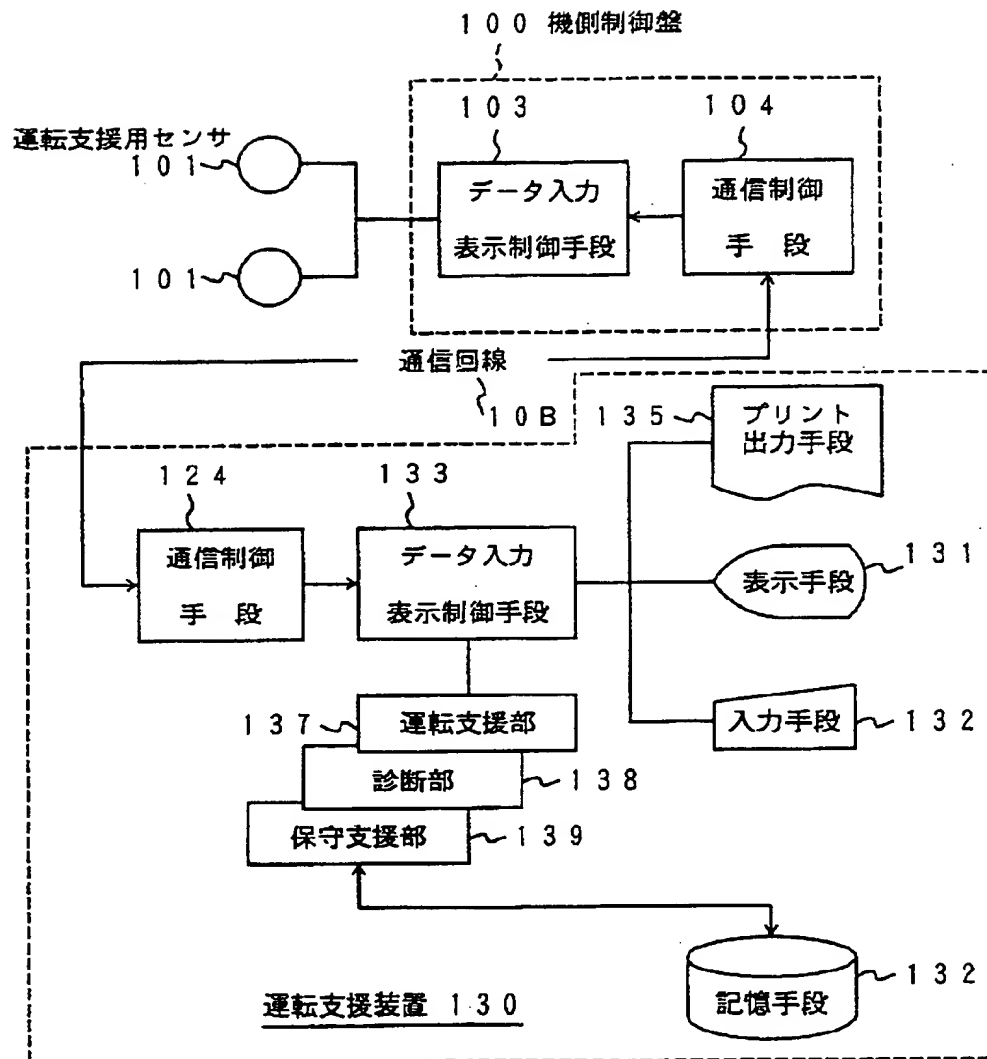 １００ 機側制御盤
１０３
１０４
運転支援用センサ
１０１
データ入力
表示制御手段
通信制御
手　段
１０１
通信回線
１０Ｂ
１３５
プリント
出力手段
１２４
１３３
通信制御
手　段
データ入力
表示制御手段
表示手段
１３１
１３７
運転支援部
入力手段
１３２
診断部
１３８
保守支援部
１３９
記憶手段
１３２
運転支援装置 １３０